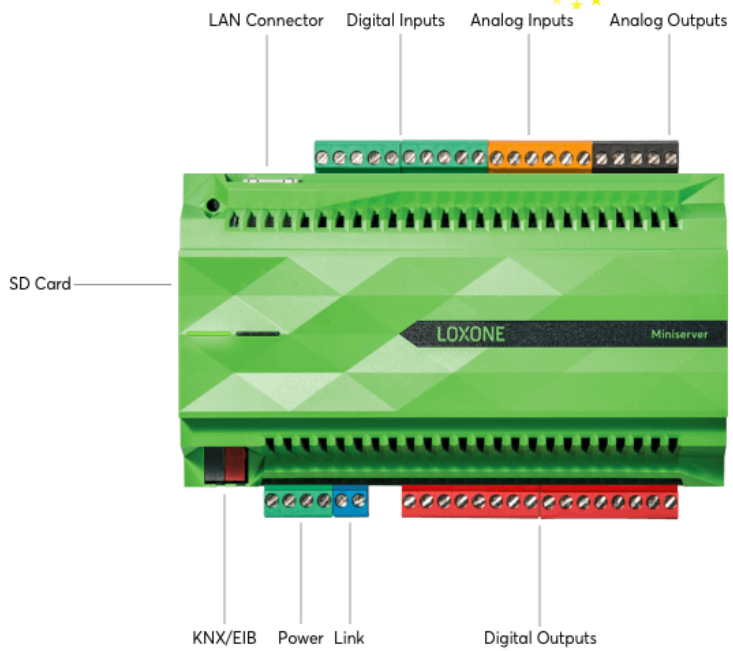 LAN Connector
Digital Inputs
Analog Inputs
Analog Outputs
SD Card
LOXONE
Miniserver
KNX/EIB
Power
Link
Digital Outputs